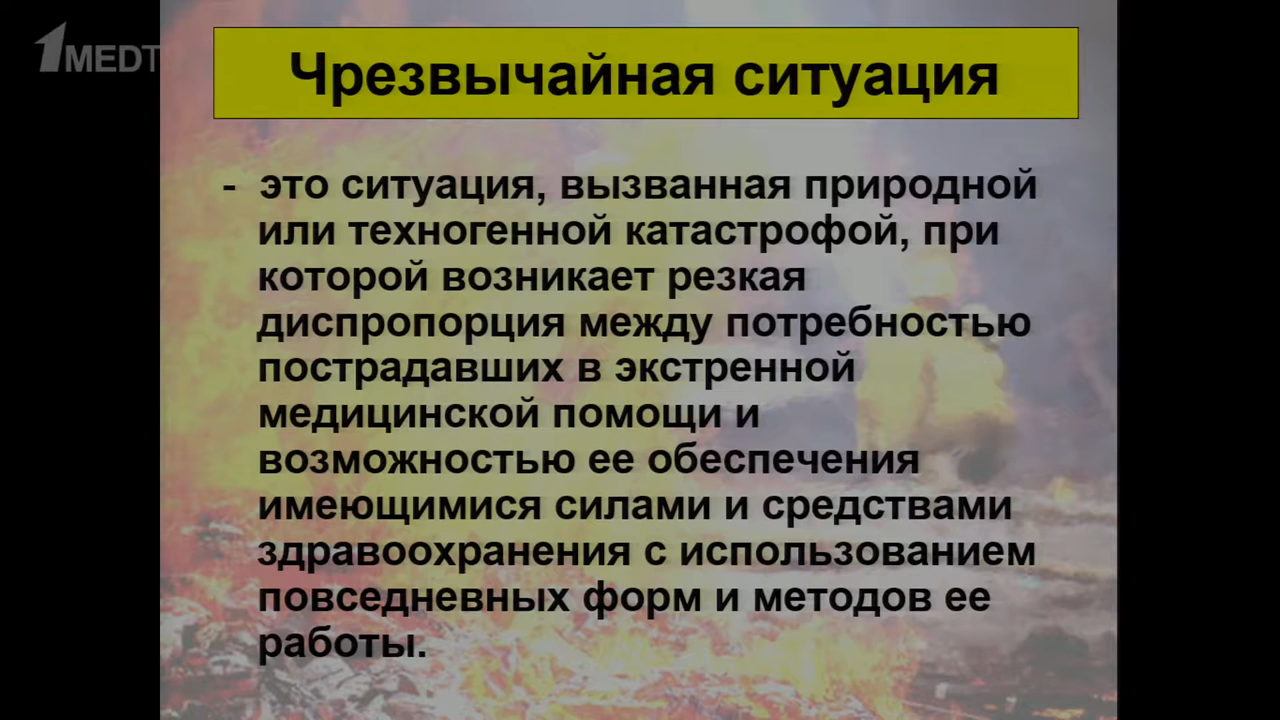 1MEDT
Чрезвычайная ситуация
- это ситуация, вызванная природной
или техногенной катастрофой, при
которой возникает резкая
диспропорция между потребностью
пострадавших в экстренной
медицинской помощи и
возможностью ее обеспечения
имеющимися силами и средствами
здравоохранения с использованием
повседневных форм и методов ее
работы.